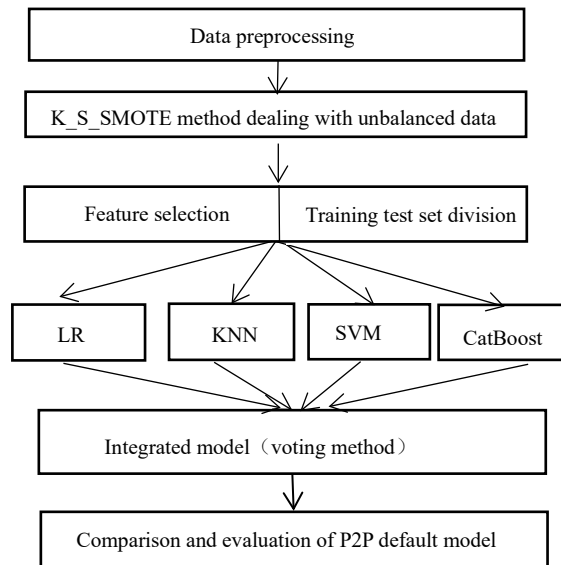 Data preprocessing
K_S_SMOTE method dealing with unbalanced data
Feature selection
Training test set division
LR
KNN
SVM
CatBoost
Integrated model（voting method）
Comparison and evaluation of P2P default model